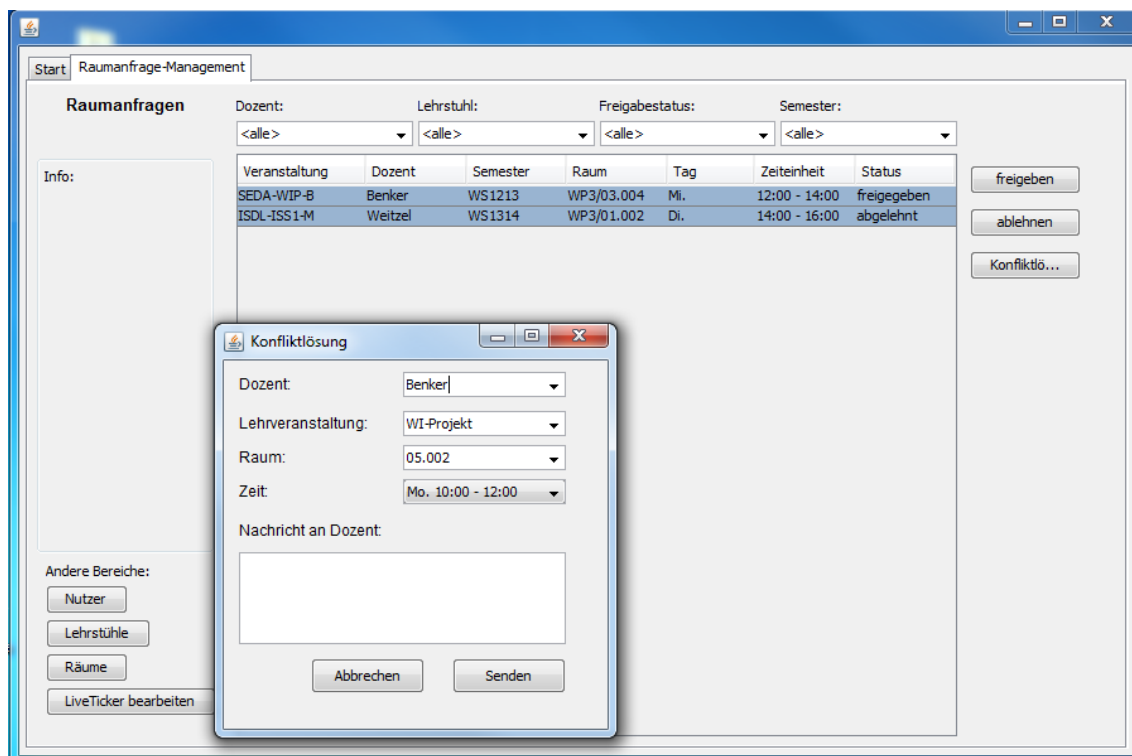 Start Raumanfrage-Management
Raumanfragen
Dozent: Lehrstuhl: Freigabestatus: Semester:
<alle> <alle> <alle> <alle>
Info:
Veranstaltung Dozent Semester Raum Tag Zeiteinheit Status
SEDA-WIP-B Benker WS1213 WP3/03.004 Mi. 12:00 - 14:00 freigegeben
ISDL-ISS1-M Weitzel WS1314 WP3/01.002 Di. 14:00 - 16:00 abgelehnt
freigeben
ablehnen
Konfliktlö...
Konfliktlösung
Dozent: Benker
Lehrveranstaltung: WI-Projekt
Raum: 05.002
Zeit: Mo. 10:00 - 12:00
Nachricht an Dozent:
Abbrechen Senden
Andere Bereiche:
Nutzer
Lehrstühle
Räume
LiveTicker bearbeiten